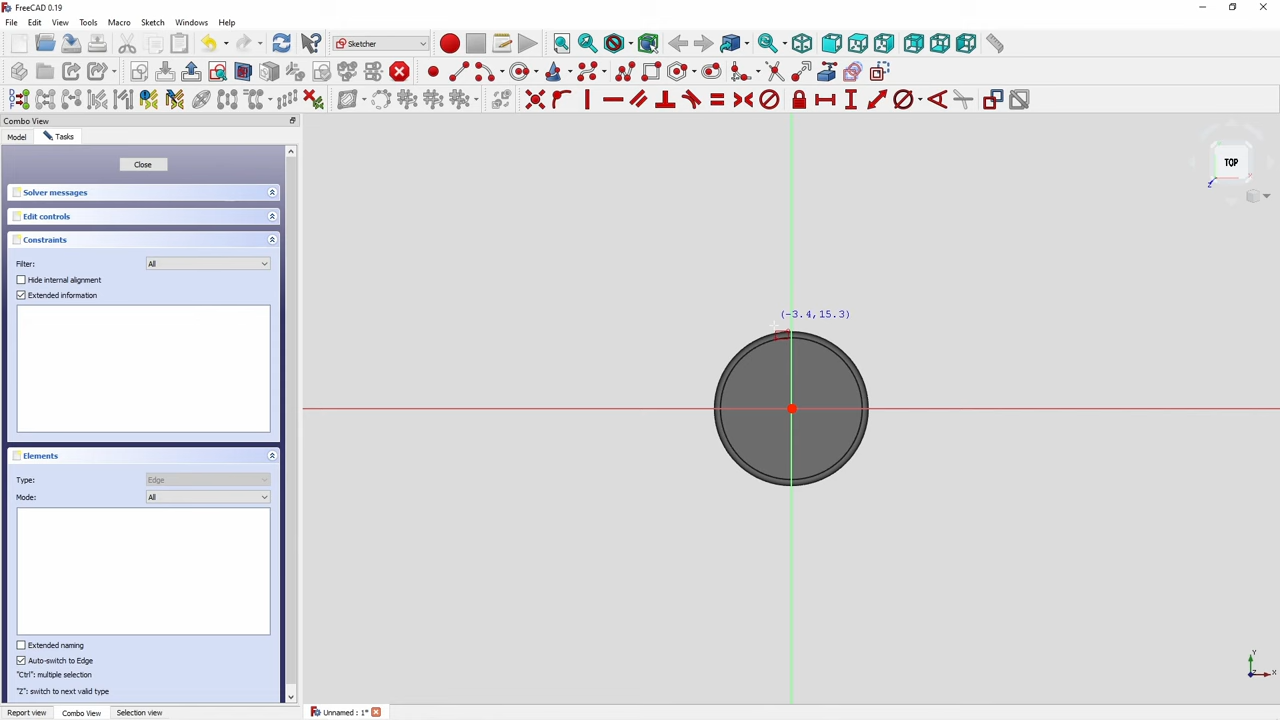 FreeCAD 0.19
File Edit View Tools Macro Sketch Windows Help
Sketcher
Combo View
Model Tasks
Close
Solver messages
Edit controls
Constraints
Filter: All
Hide internal alignment
Extended information
Elements
Type: Edge
Mode: All
Extended naming
Auto-switch to Edge
"Ctrl": multiple selection
"Z": switch to next valid type
Report view Combo View Selection view
Unnamed : 1*
(-3.4,15.3)
TOP
Y
X